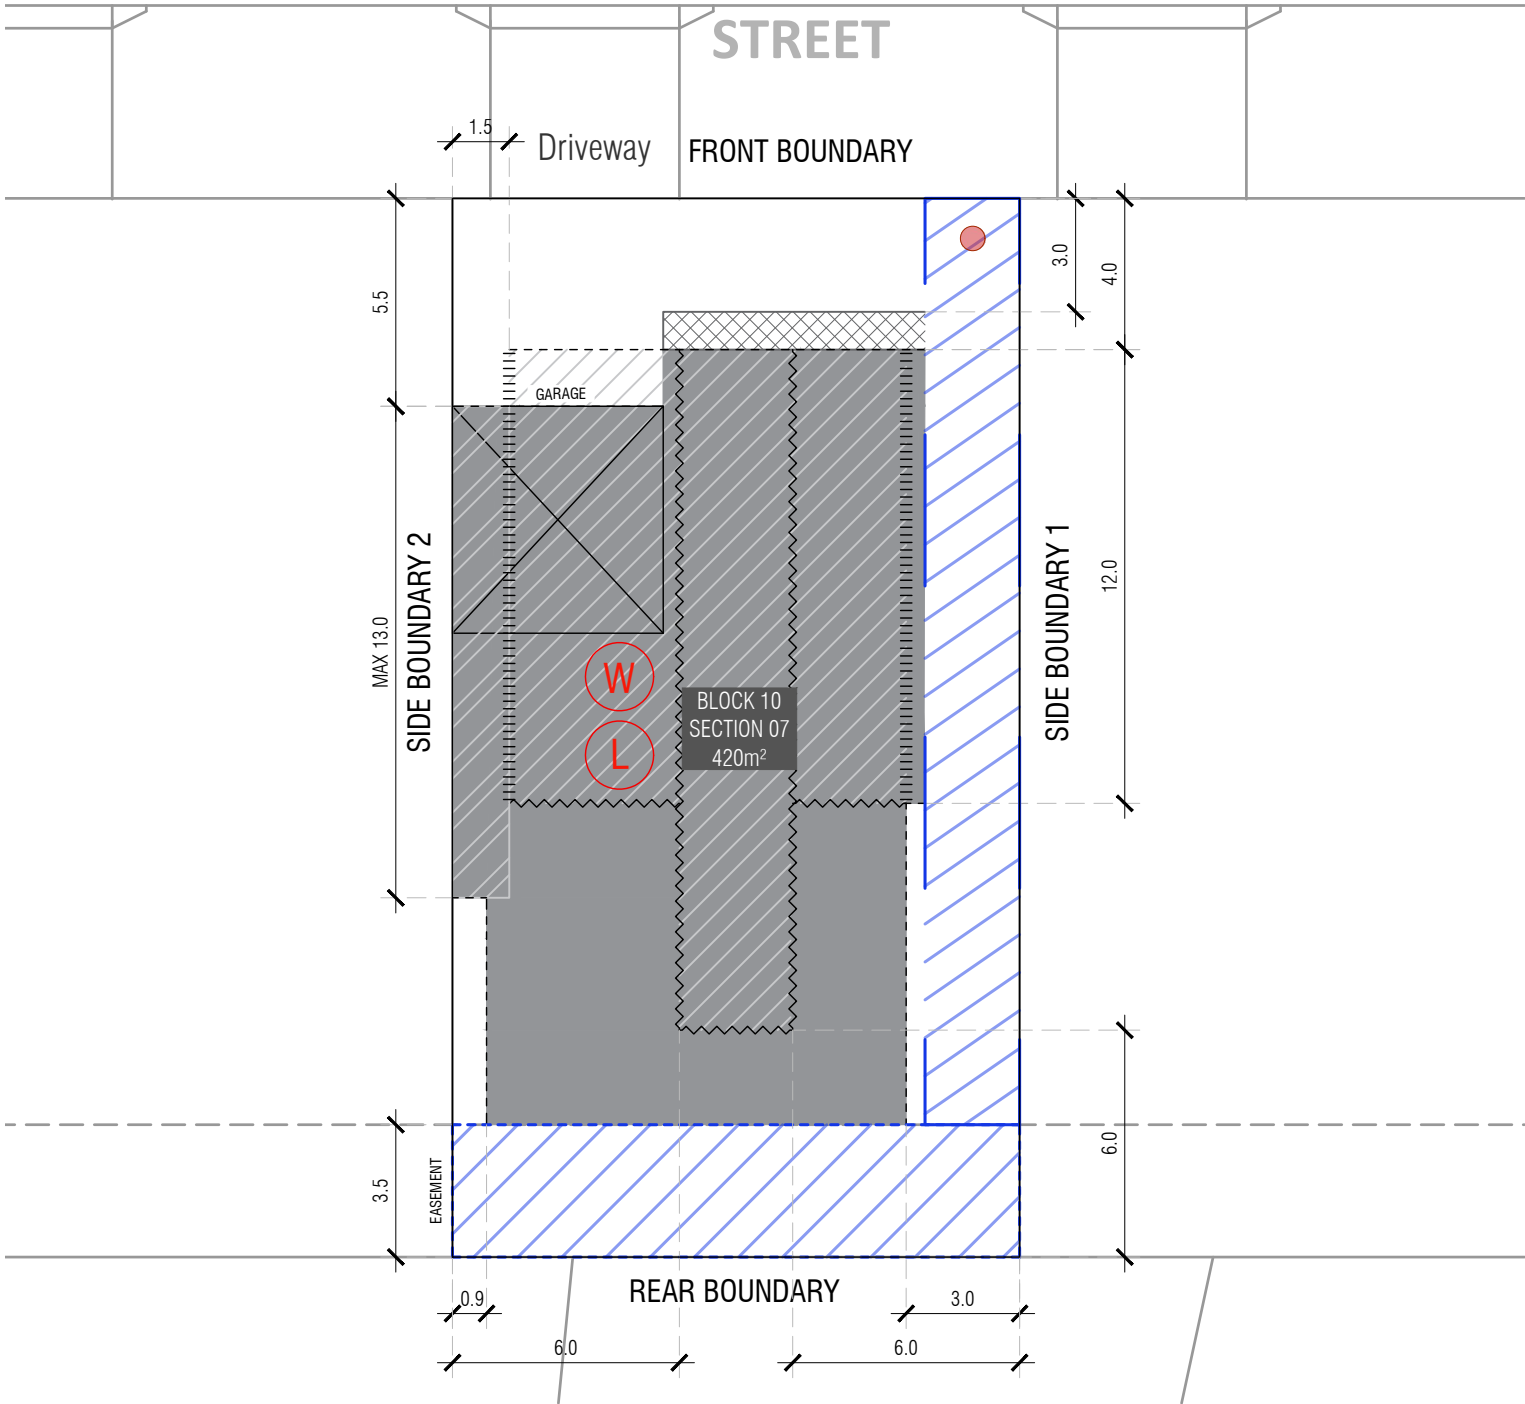 STREET
1.5
Driveway
FRONT BOUNDARY
3.0
4.0
5.5
GARAGE
SIDE BOUNDARY 2
MAX 13.0
SIDE BOUNDARY 1
12.0
W
L
BLOCK 10
SECTION 07
420m²
6.0
3.5
EASEMENT
REAR BOUNDARY
0.9
3.0
6.0
6.0